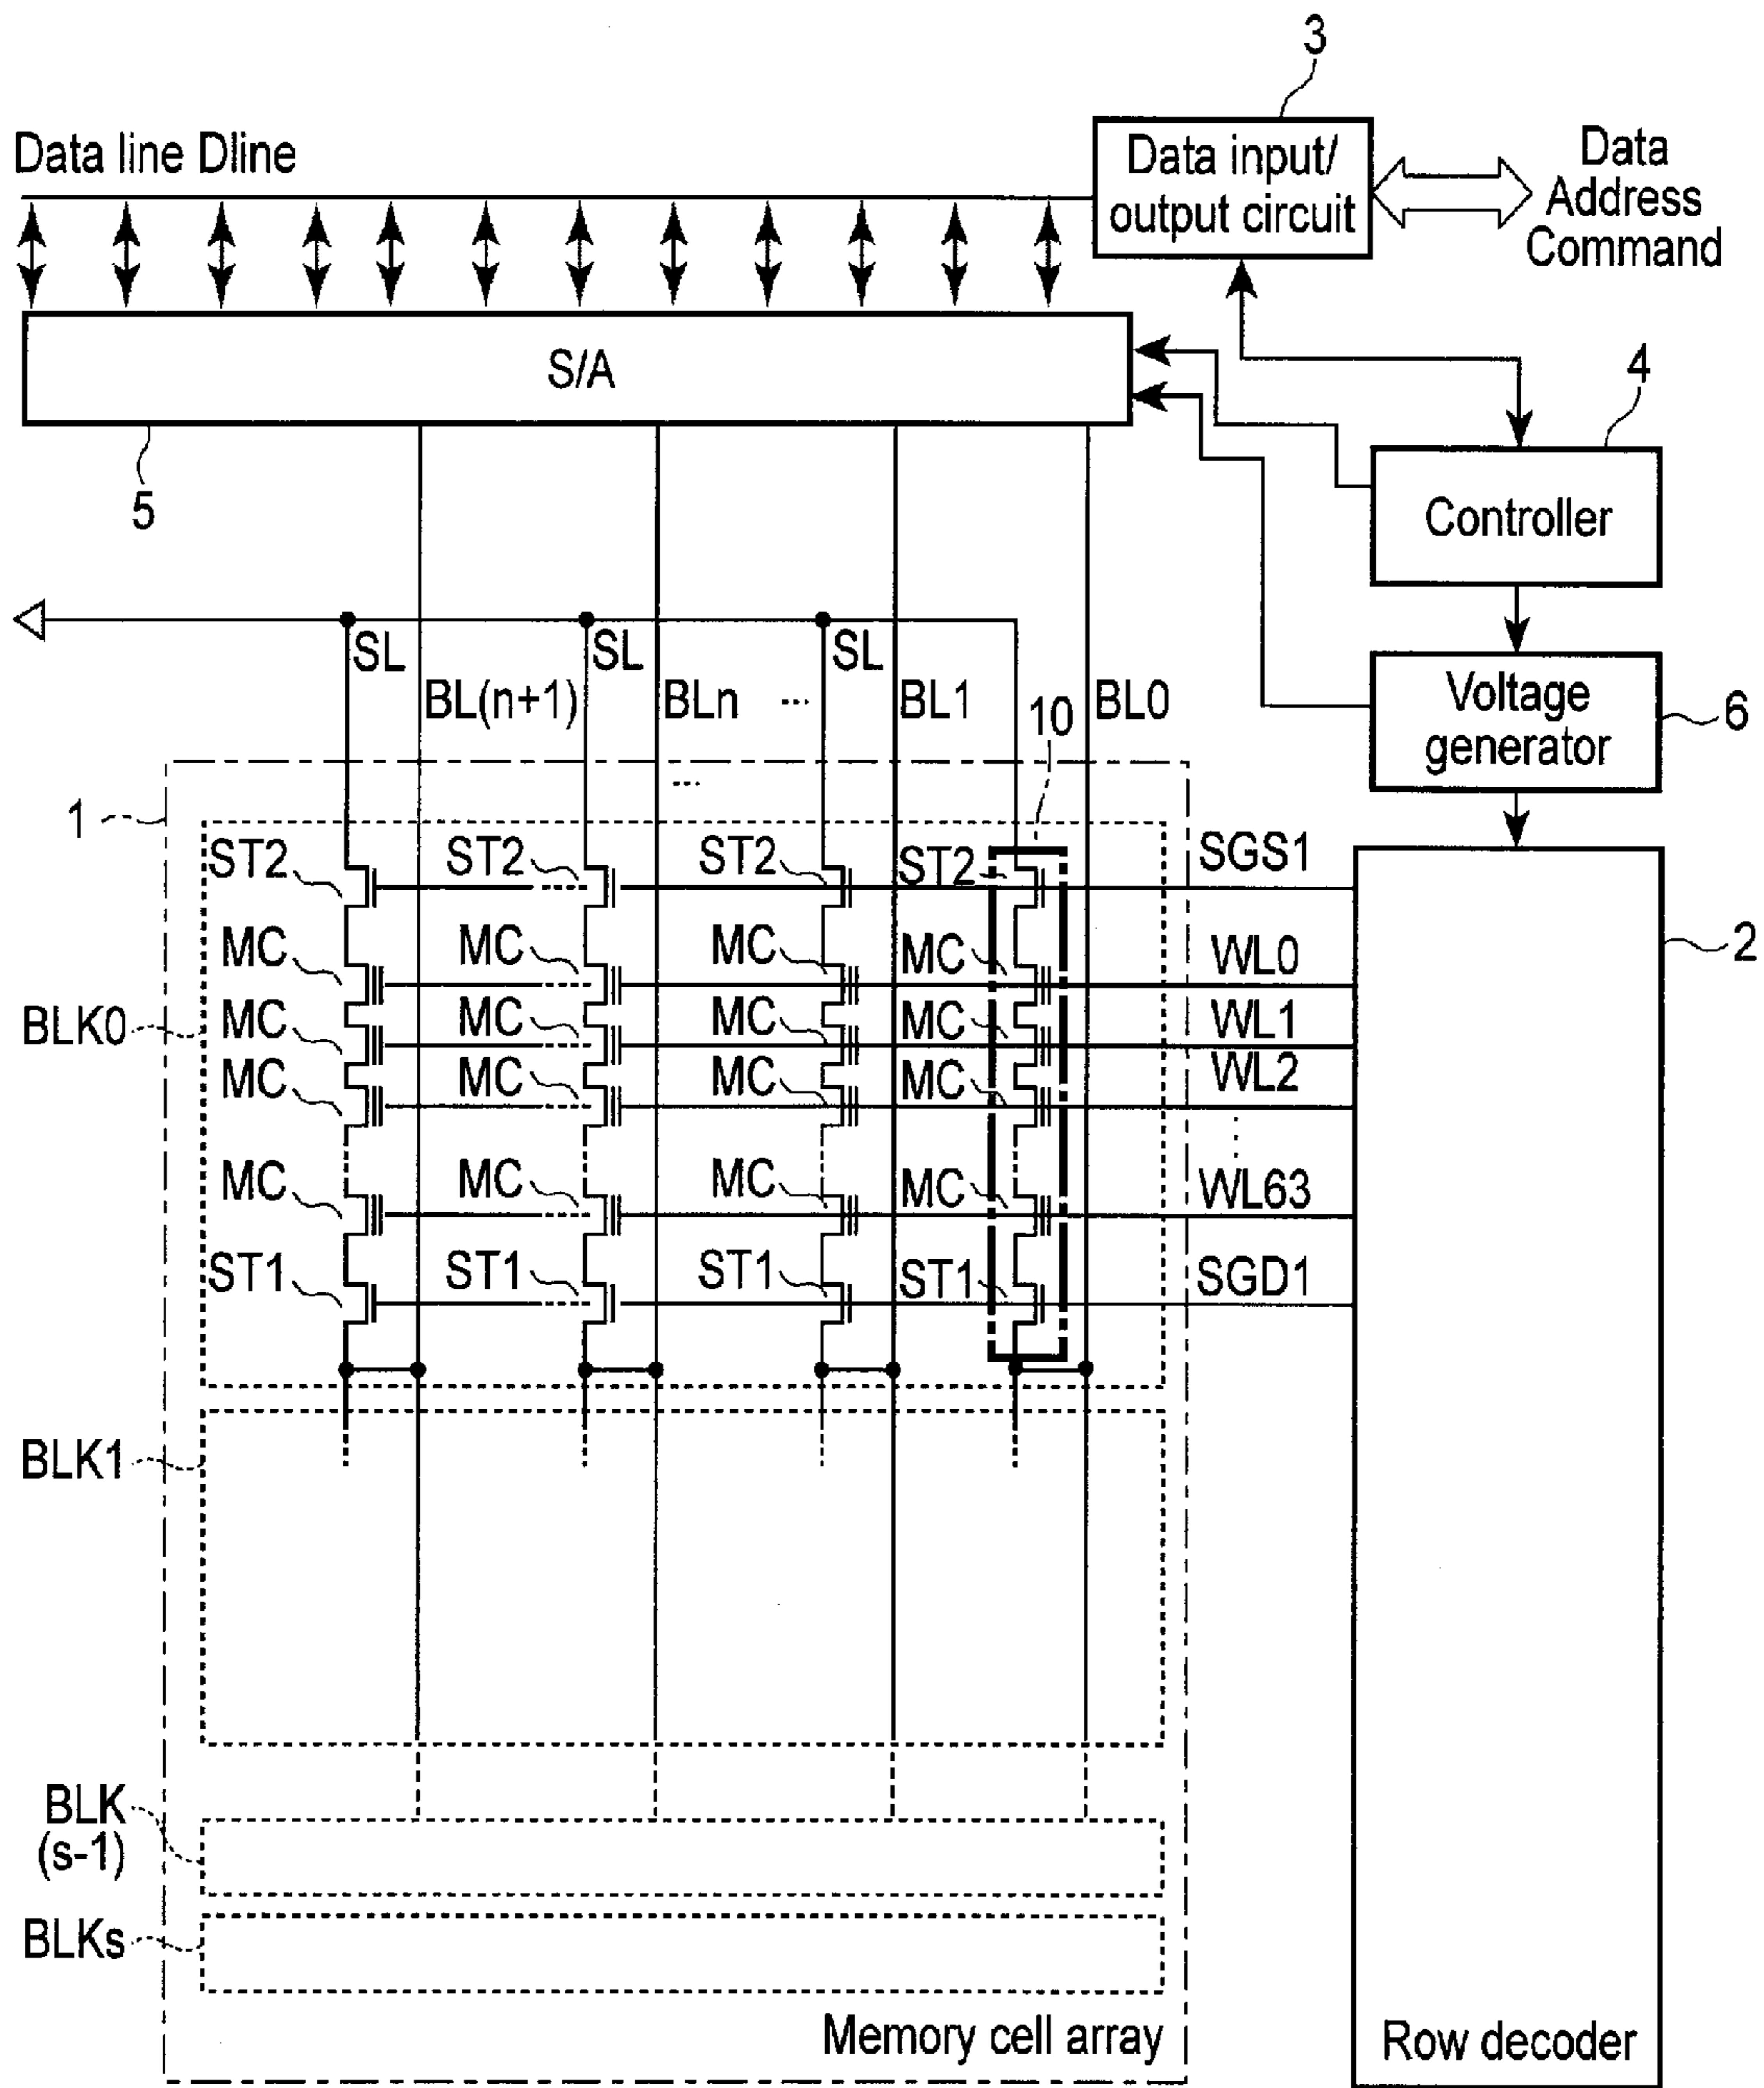 3
Data line Dline
Data input/
output circuit
Data
Address
Command
S/A
4
5
Controller
SL
SL
SL
BL(n+1)
BLn
...
BL1
10
BL0
Voltage
generator
6
1
...
ST2
ST2
ST2
ST2
SGS1
2
MC
MC
MC
MC
WL0
BLK0
MC
MC
MC
MC
WL1
MC
MC
MC
MC
WL2
MC
MC
MC
MC
WL63
ST1
ST1
ST1
ST1
SGD1
BLK1
BLK
(s-1)
BLKs
Memory cell array
Row decoder